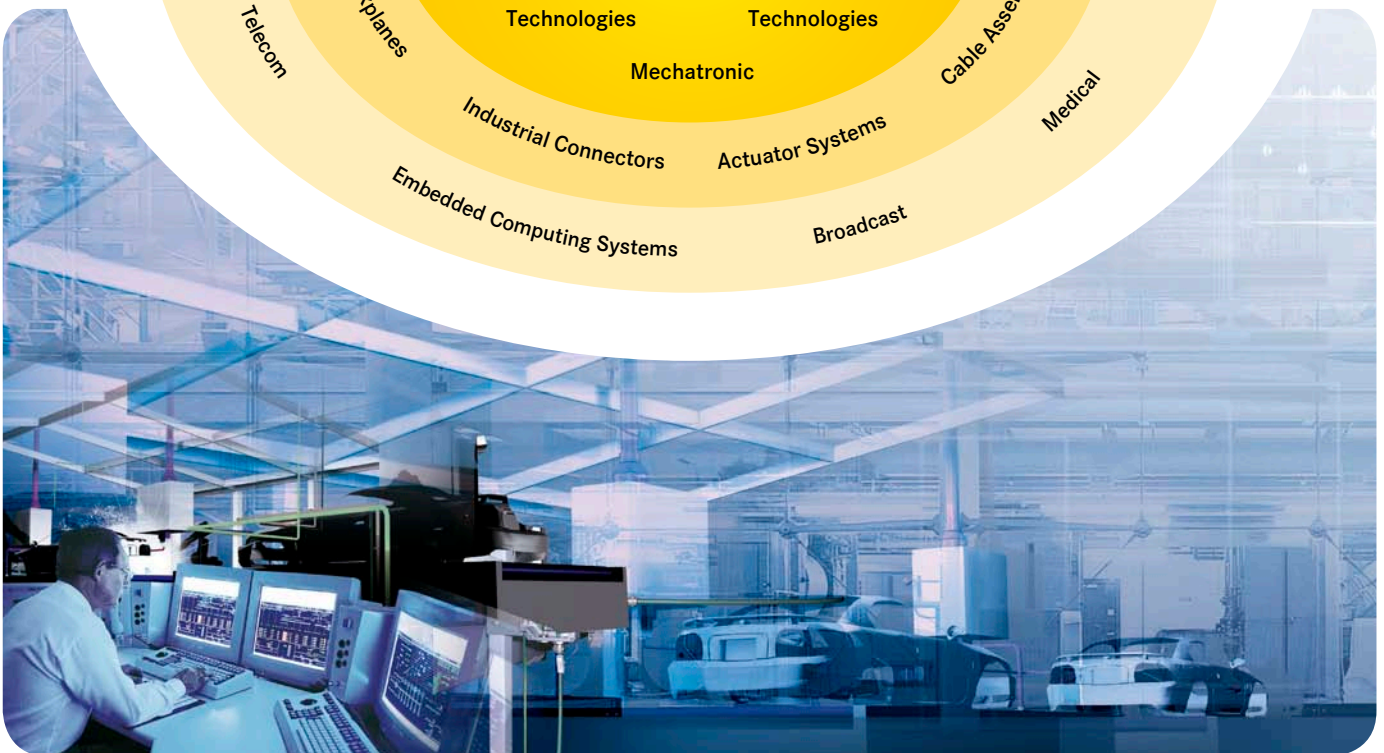 Technologies
Technologies
Mechatronic
Industrial Connectors
Actuator Systems
Telecom
Embedded Computing Systems
Broadcast
Medical